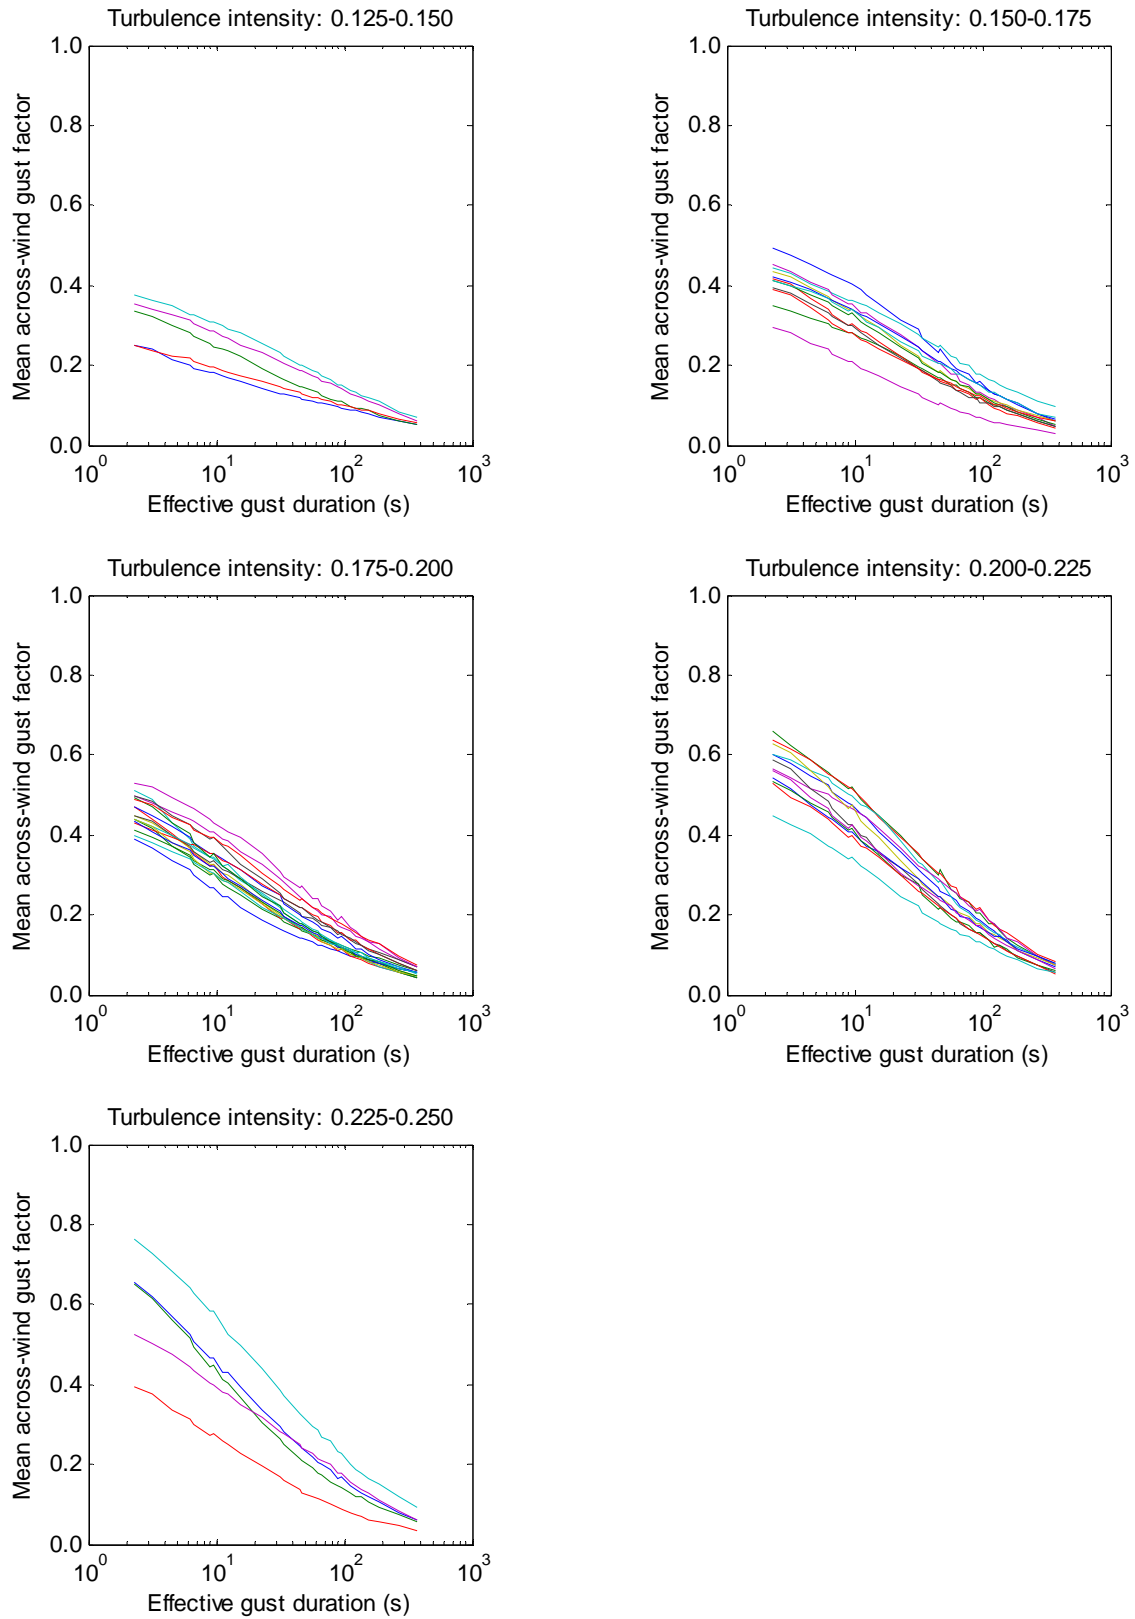 Turbulence intensity: 0.125-0.150
1.0
0.8
0.6
0.4
0.2
0.0
10^0 10^1 10^2 10^3
Effective gust duration (s)
Mean across-wind gust factor
Turbulence intensity: 0.150-0.175
1.0
0.8
0.6
0.4
0.2
0.0
10^0 10^1 10^2 10^3
Effective gust duration (s)
Mean across-wind gust factor
Turbulence intensity: 0.175-0.200
1.0
0.8
0.6
0.4
0.2
0.0
10^0 10^1 10^2 10^3
Effective gust duration (s)
Mean across-wind gust factor
Turbulence intensity: 0.200-0.225
1.0
0.8
0.6
0.4
0.2
0.0
10^0 10^1 10^2 10^3
Effective gust duration (s)
Mean across-wind gust factor
Turbulence intensity: 0.225-0.250
1.0
0.8
0.6
0.4
0.2
0.0
10^0 10^1 10^2 10^3
Effective gust duration (s)
Mean across-wind gust factor